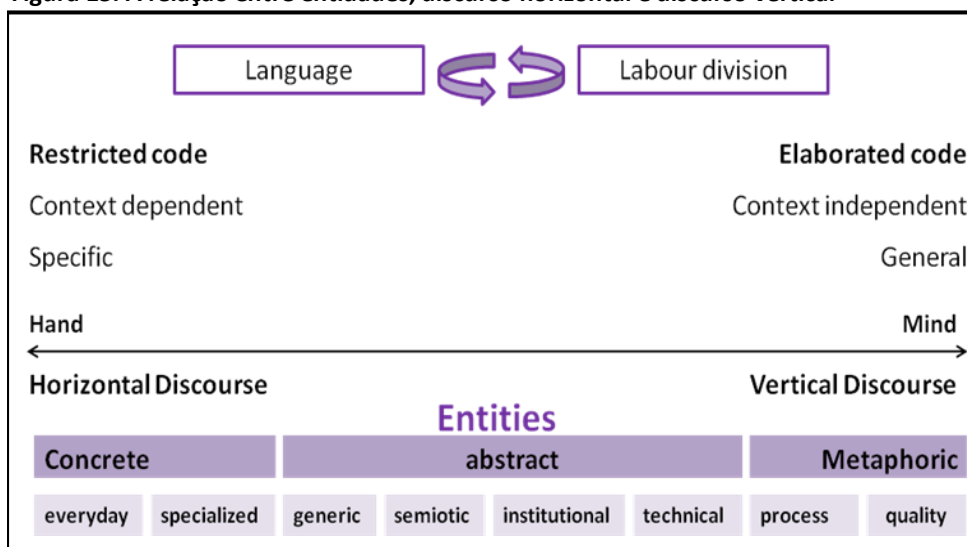 Language Labour division
Restricted code Elaborated code
Context dependent Context independent
Specific General
Hand Mind
Horizontal Discourse Vertical Discourse
Entities
Concrete abstract Metaphoric
everyday specialized generic semiotic institutional technical process quality